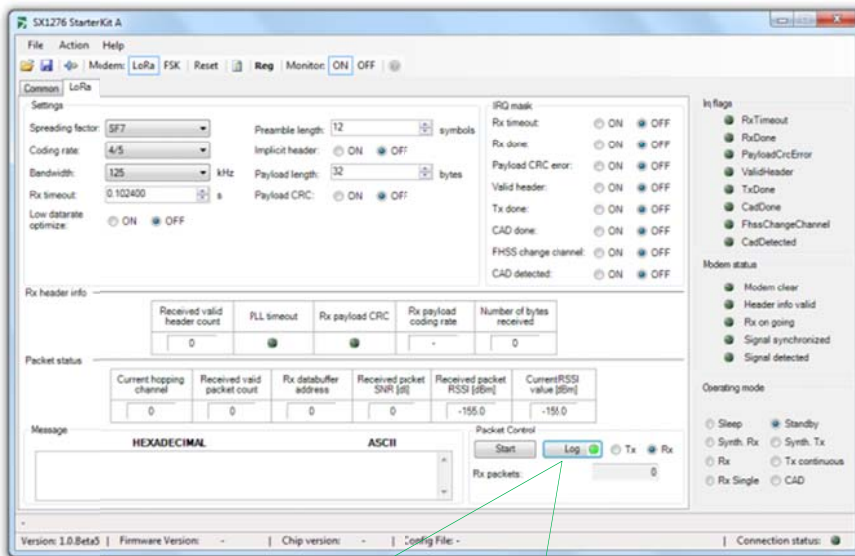 SX1276 StarterKit A
File Action Help
Modem: LoRa FSK Reset Reg Monitor: ON OFF
Common LoRa
Settings
Spreading factor: SF7
Coding rate: 4/5
Bandwidth: 125 kHz
Rx timeout: 0.102400 s
Low datarate optimize: ON OFF
Preamble length: 12 symbols
Implicit header: ON OFF
Payload length: 32 bytes
Payload CRC: ON OFF
IRQ mask
Rx timeout: ON OFF
Rx done: ON OFF
Payload CRC error: ON OFF
Valid header: ON OFF
Tx done: ON OFF
CAD done: ON OFF
FHSS change channel: ON OFF
CAD detected: ON OFF
Irq flags
RxTimeout
RxDone
PayloadCrcError
ValidHeader
TxDone
CadDone
FhssChangeChannel
CadDetected
Modem status
Modem clear
Header info valid
Rx on going
Signal synchronized
Signal detected
Rx header info
Received valid header count PLL timeout Rx payload CRC Rx payload coding rate Number of bytes received
0 - 0
Packet status
Current hopping channel Received valid packet count Rx databuffer address Received packet SNR [dB] Received packet RSSI [dBm] Current RSSI value [dBm]
0 0 0 0 -155.0 -155.0
Operating mode
Sleep Standby
Synth. Rx Synth. Tx
Rx Tx continuous
Rx Single CAD
Message
HEXADECIMAL ASCII
Packet Control
Start Log Tx Rx
Rx packets: 0
-
Version: 1.0.Beta5 | Firmware Version: - | Chip version: - | Config File: - | Connection status: